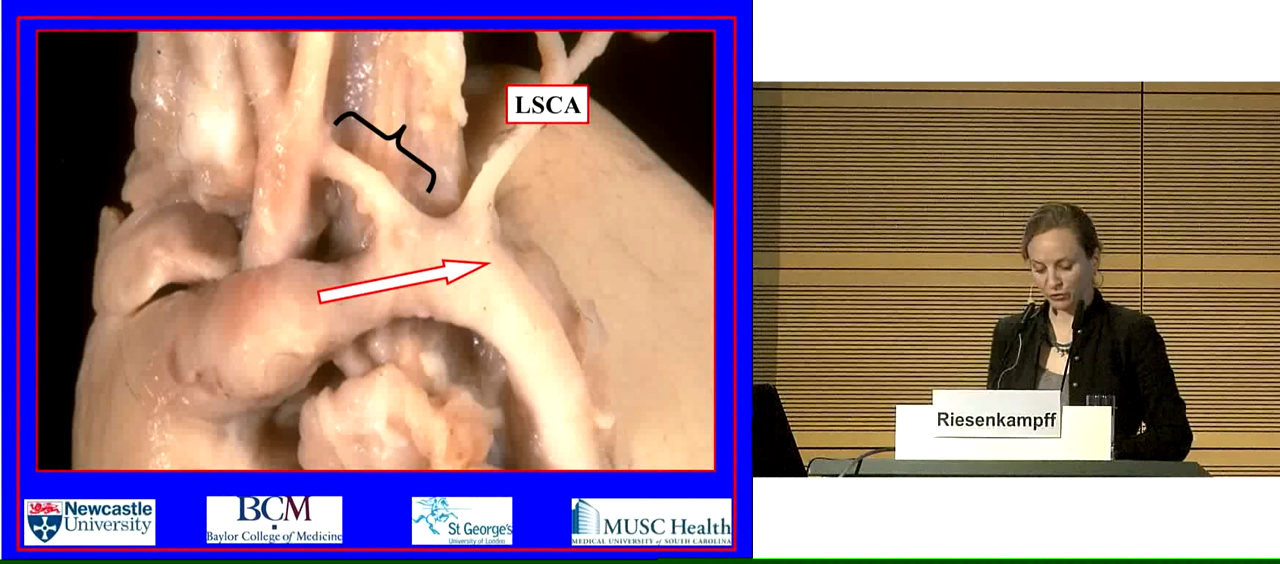 LSCA
Riesenkampff
Newcastle
University
BCM
Baylor College of Medicine
St George's
University of London
MUSC Health
MEDICAL UNIVERSITY of SOUTH CAROLINA